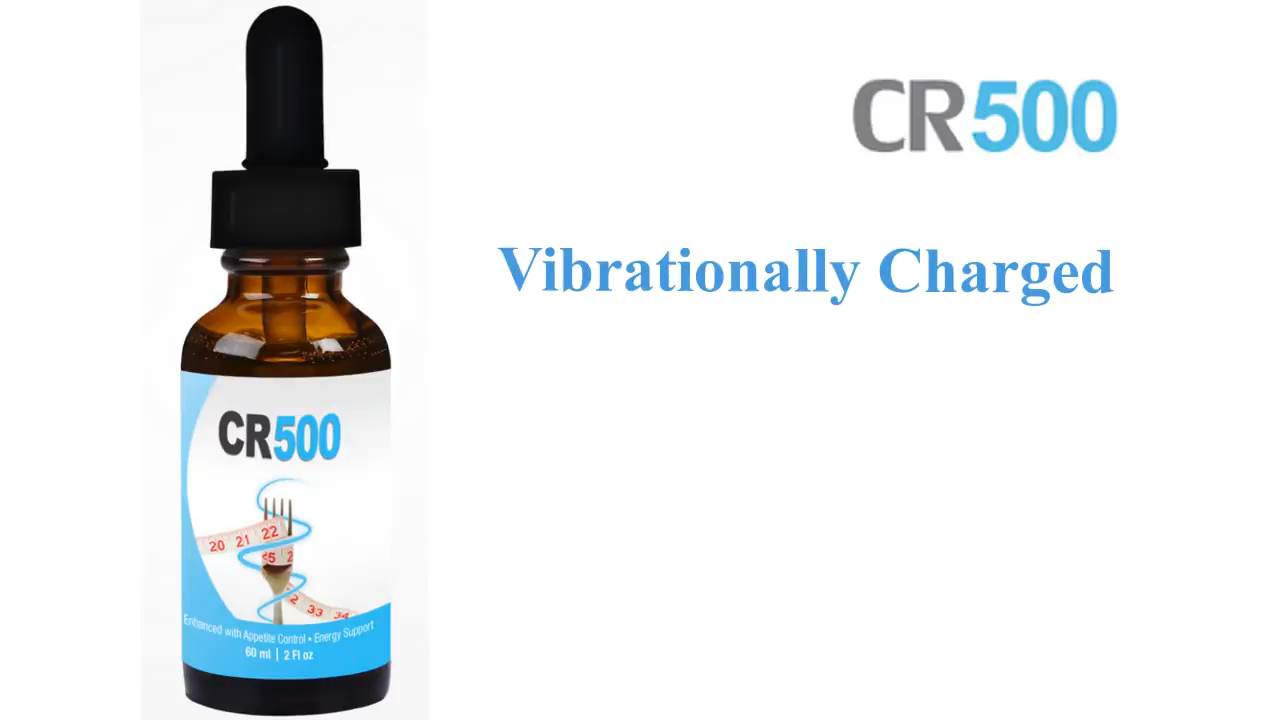 CR500
Vibrationally Charged
CR500
20 21 22
33 34
Enhanced with Appetite Control • Energy Support
60 ml | 2 Fl oz